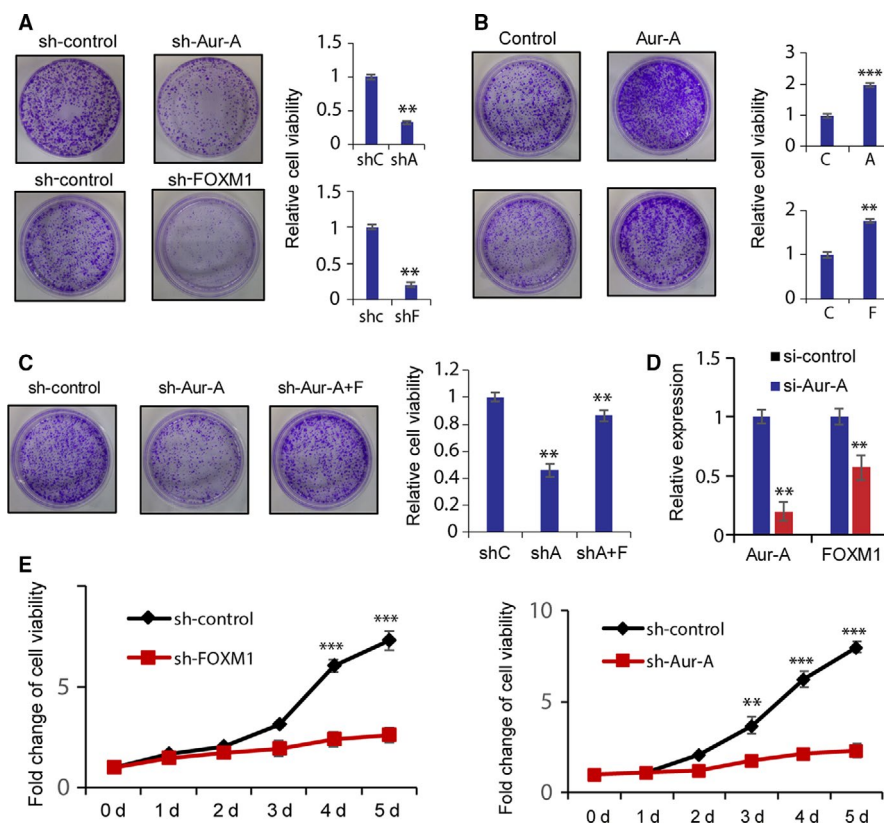 A
sh-control sh-Aur-A
sh-control sh-FOXM1
Relative cell viability
1.5
1
0.5
0
**
shC shA
1.5
1
0.5
0
**
shc shF
B
Control Aur-A
Relative cell viability
3
2
1
0
***
C A
2
1
0
**
C F
C
sh-control sh-Aur-A sh-Aur-A+F
Relative cell viability
1.2
1
0.8
0.6
0.4
0.2
0
**
**
shC shA shA+F
D
si-control
si-Aur-A
Relative expression
1.5
1
0.5
0
**
**
Aur-A FOXM1
E
Fold change of cell viability
sh-control
sh-FOXM1
5
0
*** ***
0 d 1 d 2 d 3 d 4 d 5 d
Fold change of cell viability
sh-control
sh-Aur-A
10
5
0
** *** ***
0 d 1 d 2 d 3 d 4 d 5 d